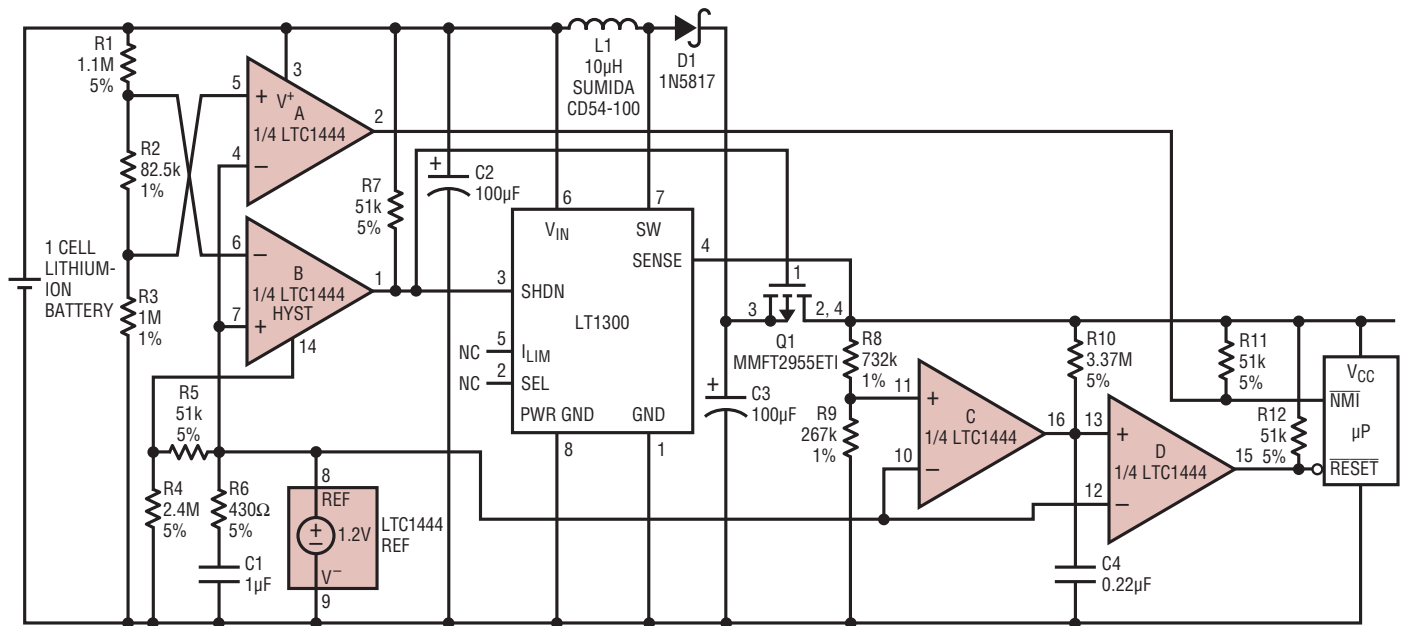 R1
1.1M
5%
R2
82.5k
1%
R3
1M
1%
1 CELL
LITHIUM-
ION
BATTERY
5
+
V+
3
A
1/4 LTC1444
4
–
2
6
–
B
1/4 LTC1444
HYST
7
+
1
14
R5
51k
5%
R4
2.4M
5%
R6
430Ω
5%
C1
1µF
8
REF
+
–
1.2V
V–
9
LTC1444
REF
R7
51k
5%
+
C2
100µF
L1
10µH
SUMIDA
CD54-100
D1
1N5817
6
7
VIN
SW
SENSE
4
3
SHDN
LT1300
NC
5
ILIM
NC
2
SEL
PWR GND
GND
8
1
1
3
2, 4
Q1
MMFT2955ETI
+
C3
100µF
R8
732k
1%
R9
267k
1%
11
+
C
1/4 LTC1444
10
–
16
R10
3.37M
5%
13
+
D
1/4 LTC1444
12
–
15
C4
0.22µF
R11
51k
5%
R12
51k
5%
VCC
NMI
µP
RESET